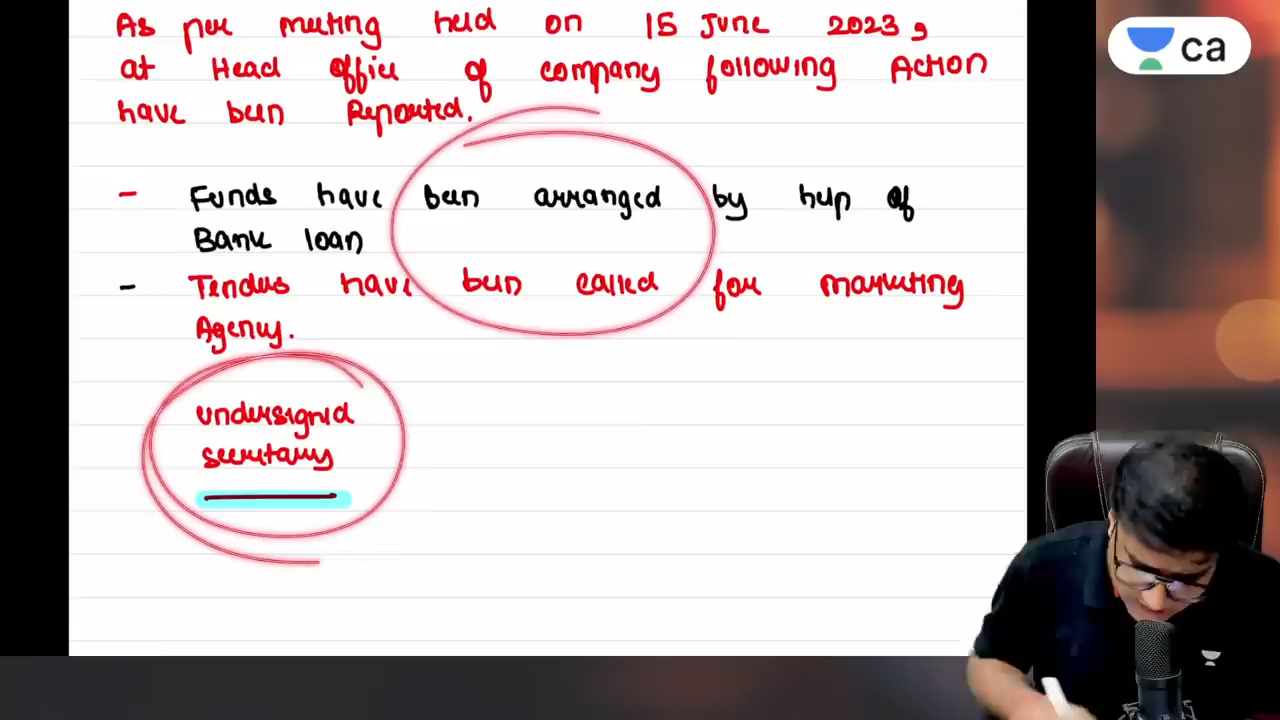 As per meeting held on 15 June 2023,
at Head office of company following Action
have been Reported.
- Funds have been arranged by help of
Bank loan
- Tenders have been called for marketing
Agency.
undersigned
secretary
ca